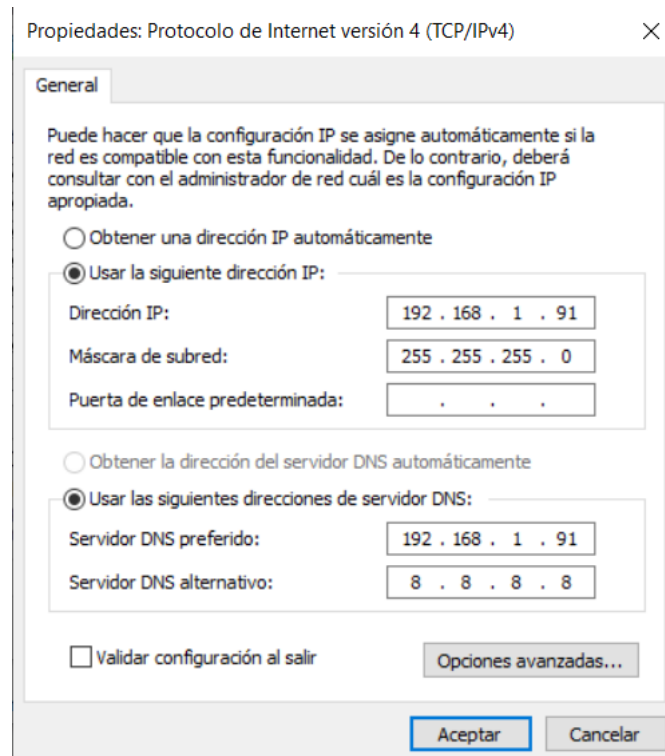 Propiedades: Protocolo de Internet versión 4 (TCP/IPv4)
General
Puede hacer que la configuración IP se asigne automáticamente si la
red es compatible con esta funcionalidad. De lo contrario, deberá
consultar con el administrador de red cuál es la configuración IP
apropiada.
Obtener una dirección IP automáticamente
Usar la siguiente dirección IP:
Dirección IP: 192 . 168 . 1 . 91
Máscara de subred: 255 . 255 . 255 . 0
Puerta de enlace predeterminada: . . .
Obtener la dirección del servidor DNS automáticamente
Usar las siguientes direcciones de servidor DNS:
Servidor DNS preferido: 192 . 168 . 1 . 91
Servidor DNS alternativo: 8 . 8 . 8 . 8
Validar configuración al salir Opciones avanzadas...
Aceptar Cancelar